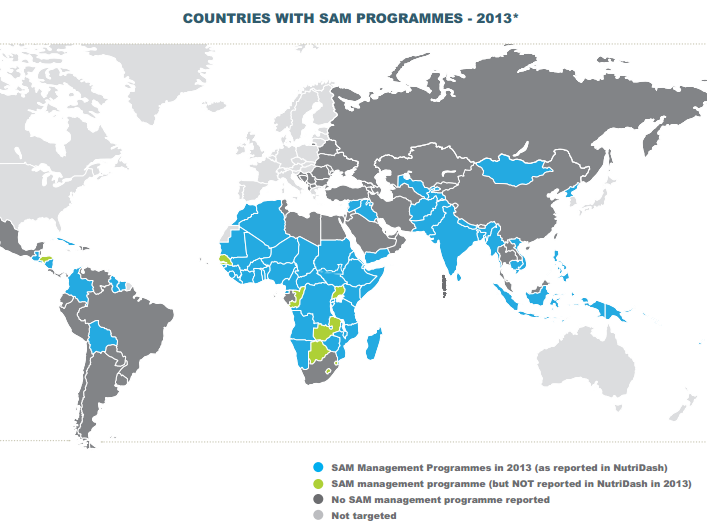 COUNTRIES WITH SAM PROGRAMMES - 2013*
SAM Management Programmes in 2013 (as reported in NutriDash)
SAM management programme (but NOT reported in NutriDash in 2013)
No SAM management programme reported
Not targeted